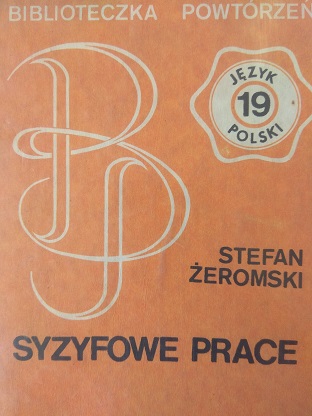 BIBLIOTECZKA POWTÓRZEŃ
JĘZYK
19
POLSKI
STEFAN
ŻEROMSKI
SYZYFOWE PRACE